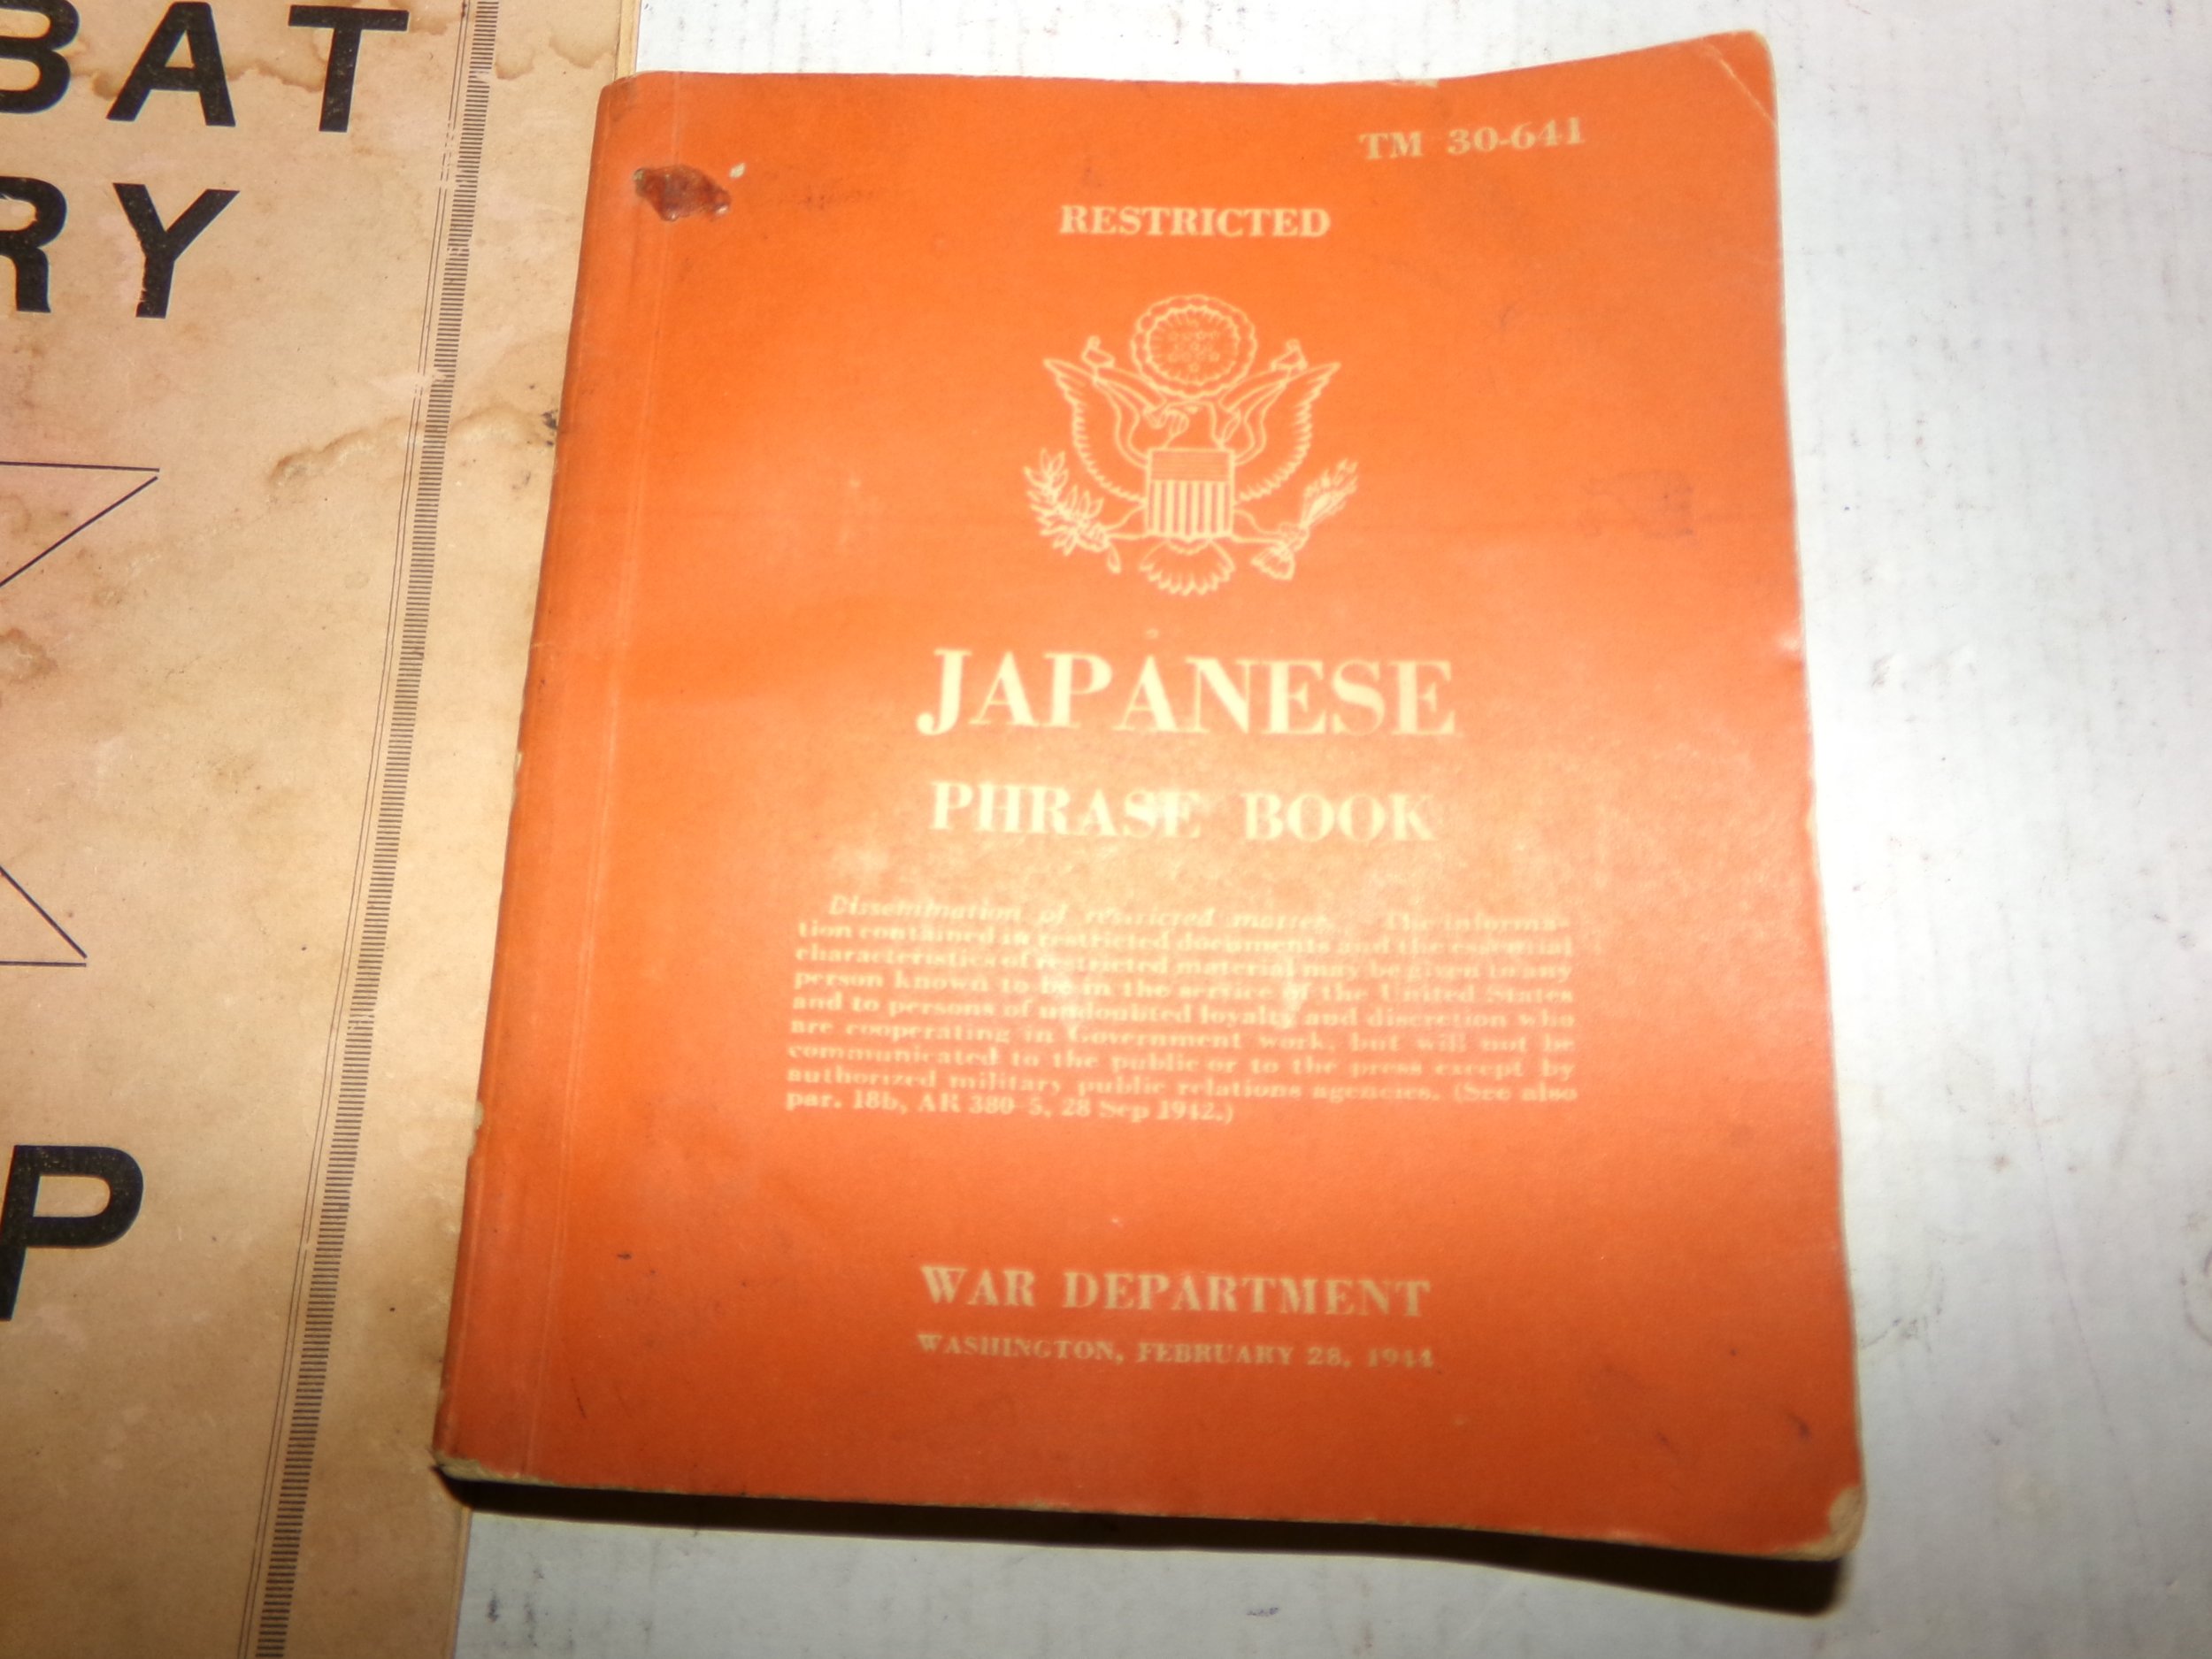 BAT
RY
P
TM 30-641
RESTRICTED
JAPANESE
PHRASE BOOK
Dissemination of restricted matter.— The informa-
tion contained in restricted documents and the essential
characteristics of restricted material may be given to any
person known to be in the service of the United States
and to persons of undoubted loyalty and discretion who
are cooperating in Government work, but will not be
communicated to the public or to the press except by
authorized military public relations agencies. (See also
par. 18b, AR 380-5, 28 Sep 1942.)
WAR DEPARTMENT
WASHINGTON, FEBRUARY 28, 1944